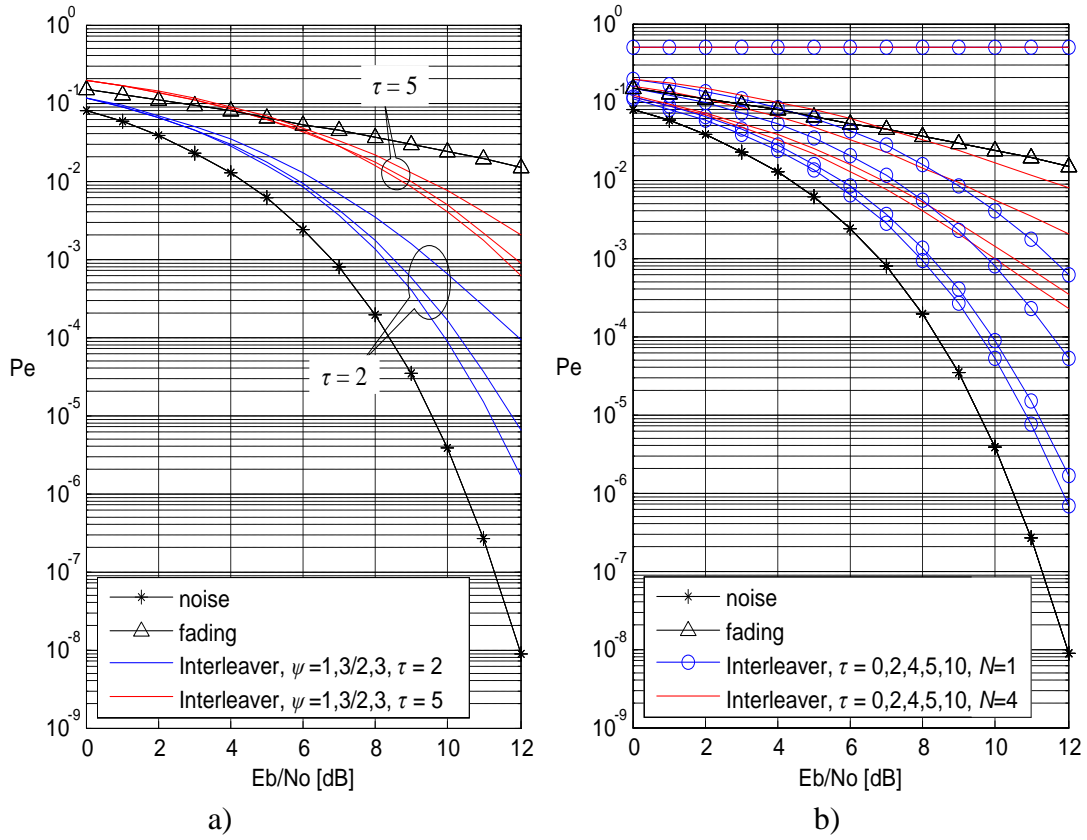 10^0
10^-1
10^-2
10^-3
10^-4
10^-5
10^-6
10^-7
10^-8
10^-9
Pe
τ = 5
τ = 2
noise
fading
Interleaver, ψ =1,3/2,3, τ = 2
Interleaver, ψ =1,3/2,3, τ = 5
0 2 4 6 8 10 12
Eb/No [dB]
a)
10^0
10^-1
10^-2
10^-3
10^-4
10^-5
10^-6
10^-7
10^-8
10^-9
Pe
noise
fading
Interleaver, τ = 0,2,4,5,10, N=1
Interleaver, τ = 0,2,4,5,10, N=4
0 2 4 6 8 10 12
Eb/No [dB]
b)